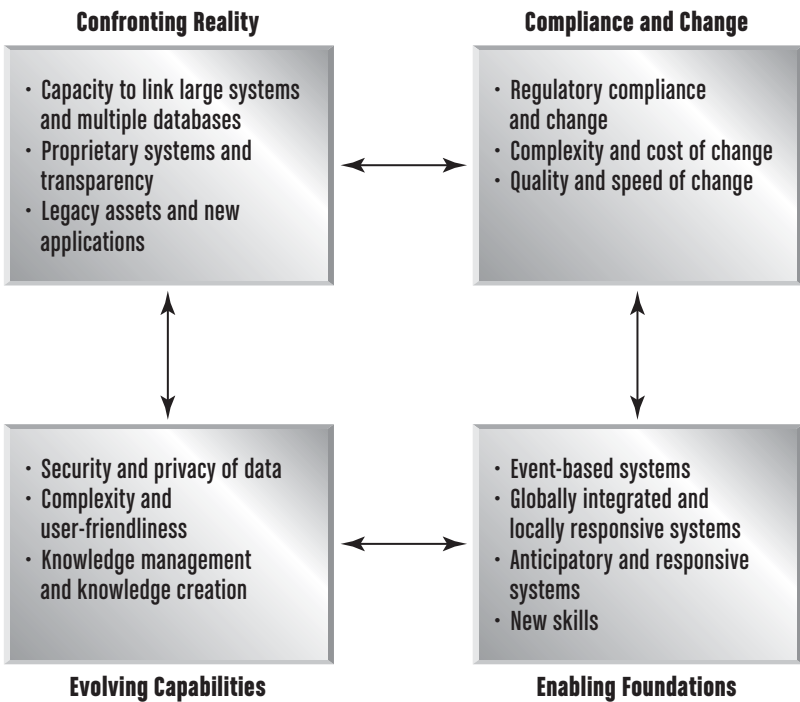 Confronting Reality
• Capacity to link large systems
and multiple databases
• Proprietary systems and
transparency
• Legacy assets and new
applications
Compliance and Change
• Regulatory compliance
and change
• Complexity and cost of change
• Quality and speed of change
• Security and privacy of data
• Complexity and
user-friendliness
• Knowledge management
and knowledge creation
Evolving Capabilities
• Event-based systems
• Globally integrated and
locally responsive systems
• Anticipatory and responsive
systems
• New skills
Enabling Foundations